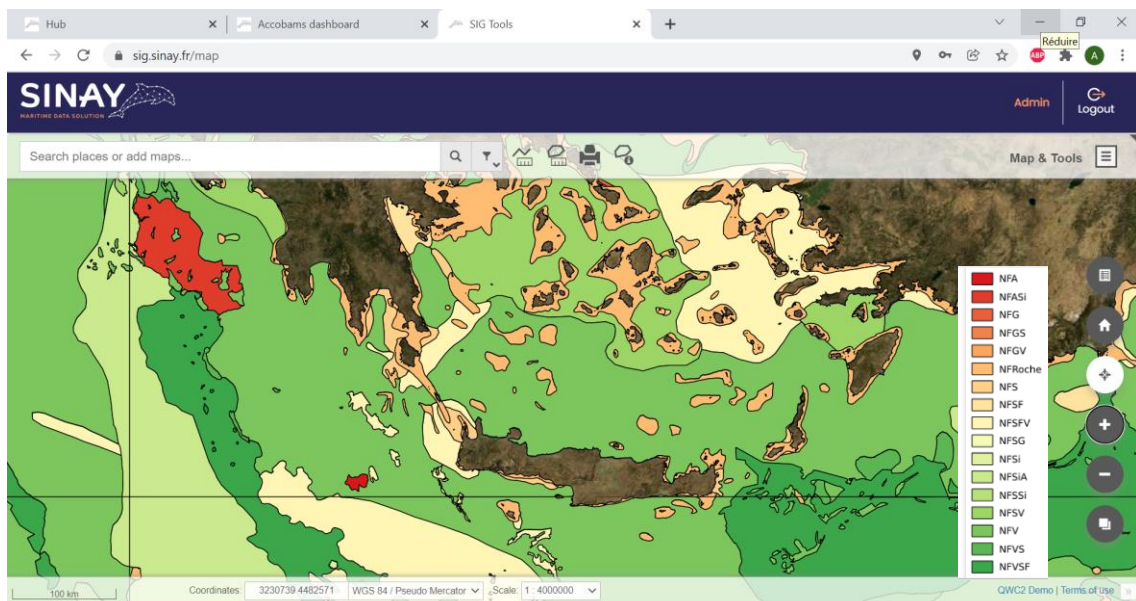 Hub
Accobams dashboard
SIG Tools
Réduire
sig.sinay.fr/map
ABP
A
SINAY
MARITIME DATA SOLUTION
Admin
Logout
Search places or add maps...
Map & Tools
NFA
NFASi
NFG
NFGS
NFGV
NFRoche
NFS
NFSF
NFSFV
NFSG
NFSi
NFSiA
NFSSi
NFSV
NFV
NFVS
NFVSF
100 km
Coordinates: 3230739 4482571 WGS 84 / Pseudo Mercator Scale: 1 : 4000000
QWC2 Demo | Terms of use